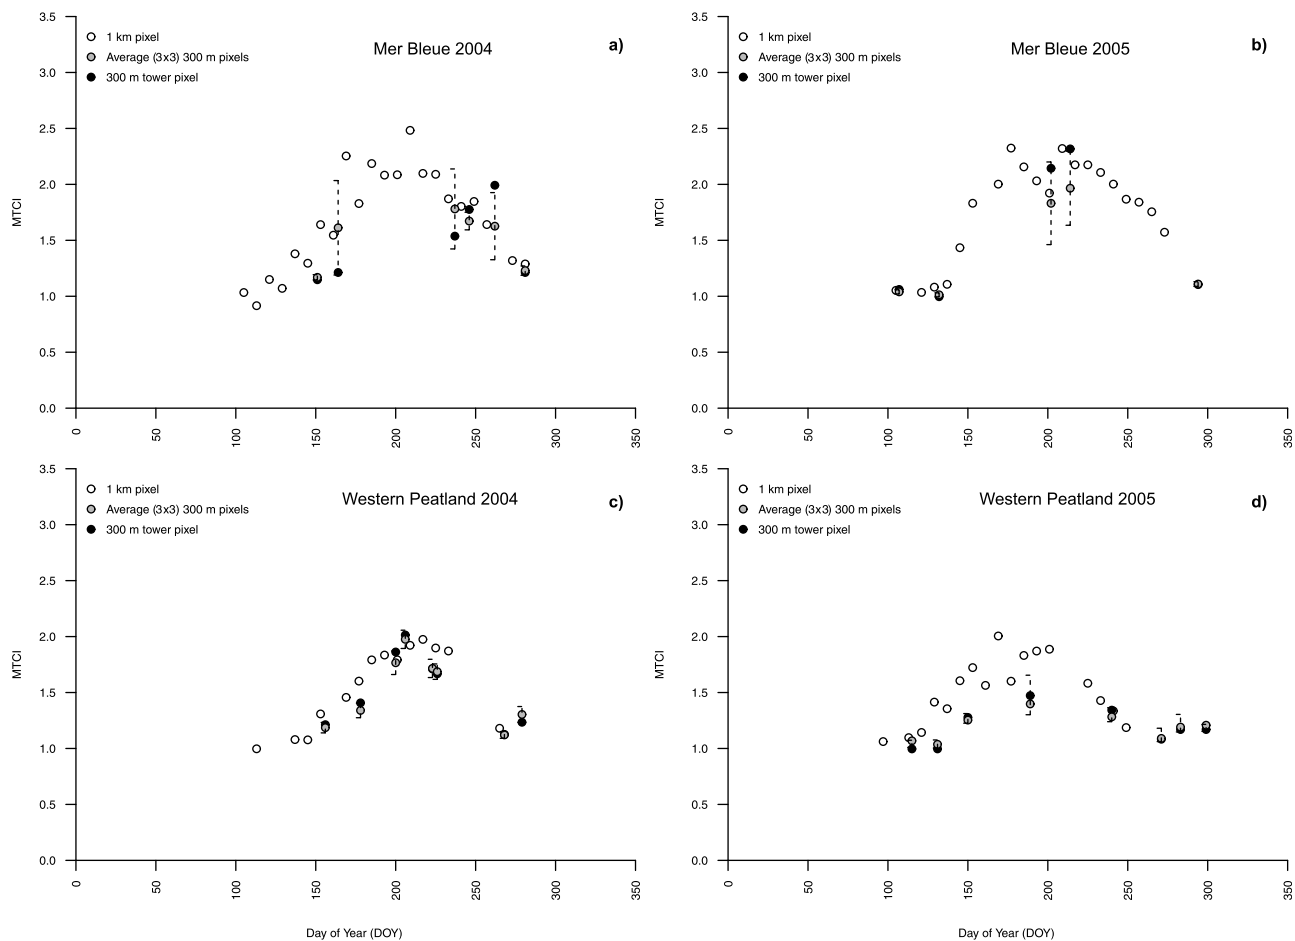 3.5
3.0
2.5
2.0
1.5
1.0
0.5
0.0
MTCI
1 km pixel
Average (3x3) 300 m pixels
300 m tower pixel
Mer Bleue 2004
a)
0 50 100 150 200 250 300 350
3.5
3.0
2.5
2.0
1.5
1.0
0.5
0.0
MTCI
1 km pixel
Average (3x3) 300 m pixels
300 m tower pixel
Mer Bleue 2005
b)
0 50 100 150 200 250 300 350
3.5
3.0
2.5
2.0
1.5
1.0
0.5
0.0
MTCI
1 km pixel
Average (3x3) 300 m pixels
300 m tower pixel
Western Peatland 2004
c)
0 50 100 150 200 250 300 350
Day of Year (DOY)
3.5
3.0
2.5
2.0
1.5
1.0
0.5
0.0
MTCI
1 km pixel
Average (3x3) 300 m pixels
300 m tower pixel
Western Peatland 2005
d)
0 50 100 150 200 250 300 350
Day of Year (DOY)